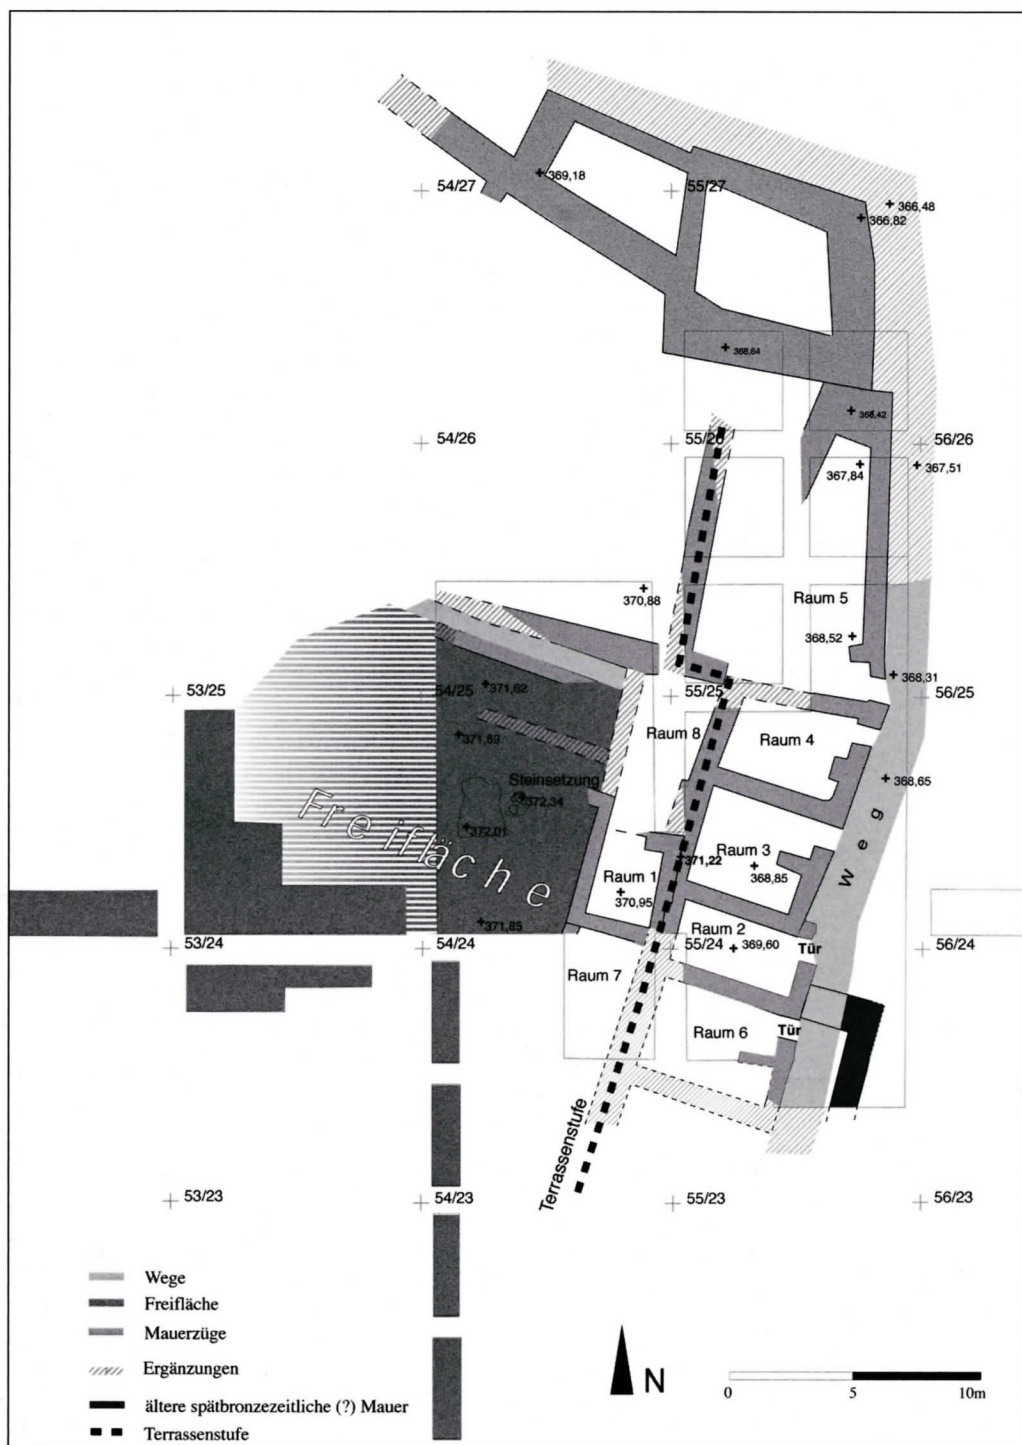 369,18
54/27
55/27
366,48
366,82
368,64
368,42
54/26
55/26
56/26
367,84
367,51
370,88
Raum 5
368,52
53/25
54/25
371,62
55/25
368,31
56/25
371,69
Raum 8
Raum 4
Steinsetzung
372,34
368,65
Freifläche
372,01
Weg
371,22
Raum 3
368,85
Raum 1
370,95
371,85
Raum 2
53/24
54/24
55/24
369,60
Tür
56/24
Raum 7
Raum 6
Tür
Terrassenstufe
53/23
54/23
55/23
56/23
Wege
Freifläche
Mauerzüge
Ergänzungen
ältere spätbronzezeitliche (?) Mauer
Terrassenstufe
N
0 5 10m